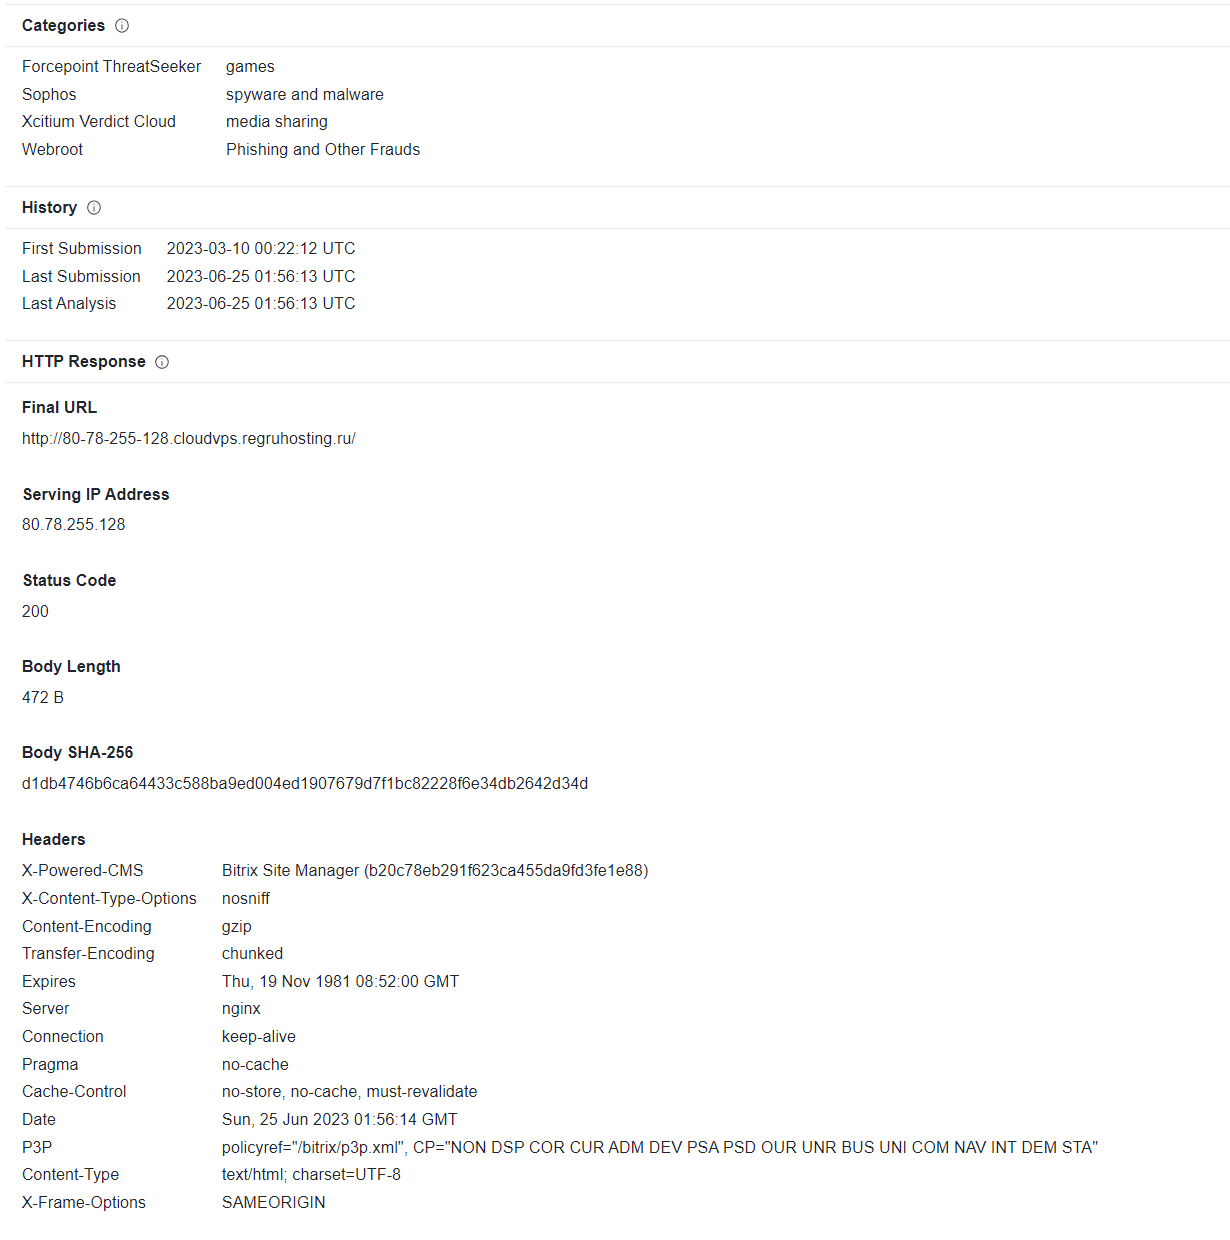 Categories
Forcepoint ThreatSeeker games
Sophos spyware and malware
Xcitium Verdict Cloud media sharing
Webroot Phishing and Other Frauds
History
First Submission 2023-03-10 00:22:12 UTC
Last Submission 2023-06-25 01:56:13 UTC
Last Analysis 2023-06-25 01:56:13 UTC
HTTP Response
Final URL
http://80-78-255-128.cloudvps.regruhosting.ru/
Serving IP Address
80.78.255.128
Status Code
200
Body Length
472 B
Body SHA-256
d1db4746b6ca64433c588ba9ed004ed1907679d7f1bc82228f6e34db2642d34d
Headers
X-Powered-CMS Bitrix Site Manager (b20c78eb291f623ca455da9fd3fe1e88)
X-Content-Type-Options nosniff
Content-Encoding gzip
Transfer-Encoding chunked
Expires Thu, 19 Nov 1981 08:52:00 GMT
Server nginx
Connection keep-alive
Pragma no-cache
Cache-Control no-store, no-cache, must-revalidate
Date Sun, 25 Jun 2023 01:56:14 GMT
P3P policyref="/bitrix/p3p.xml", CP="NON DSP COR CUR ADM DEV PSA PSD OUR UNR BUS UNI COM NAV INT DEM STA"
Content-Type text/html; charset=UTF-8
X-Frame-Options SAMEORIGIN